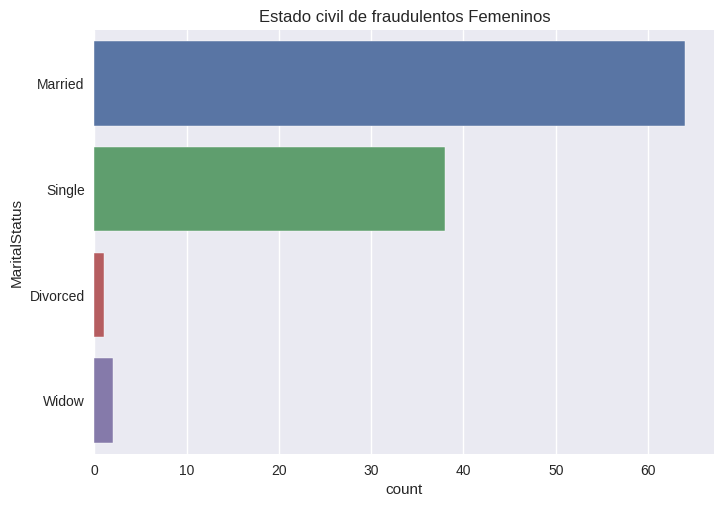 Estado civil de fraudulentos Femeninos
Married
Single
Divorced
Widow
MaritalStatus
0 10 20 30 40 50 60
count